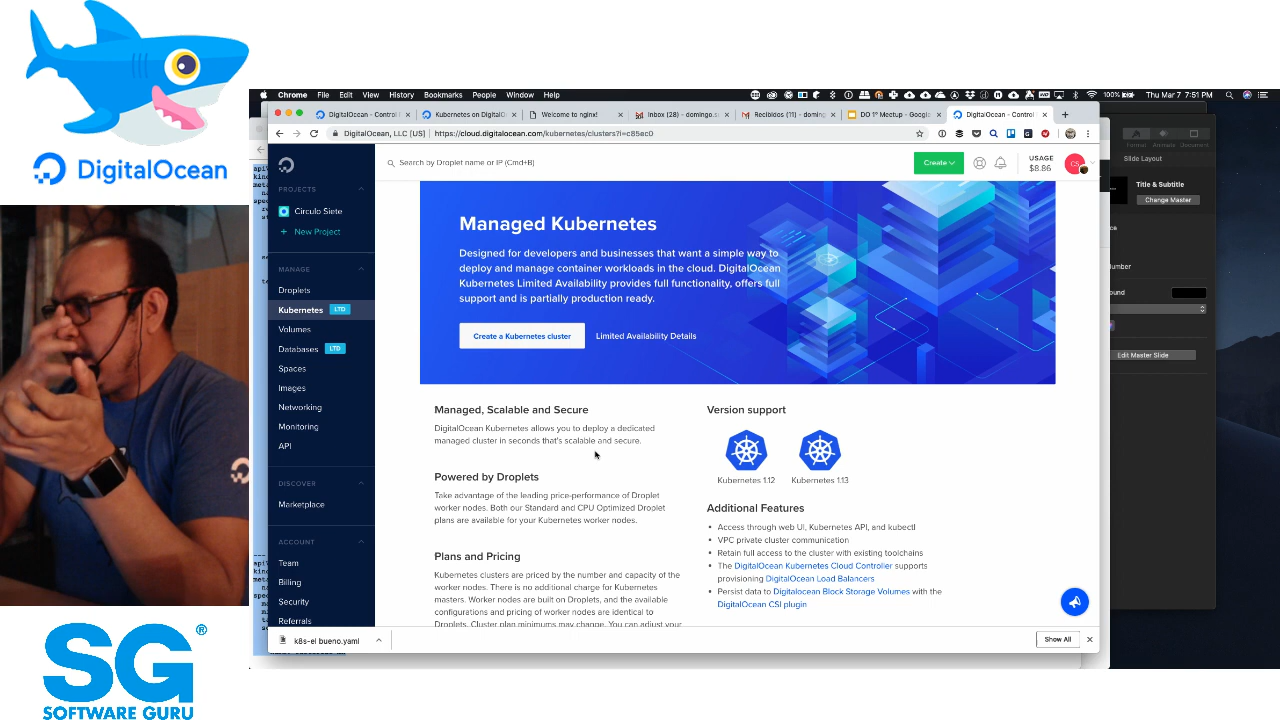 DigitalOcean
SG®
SOFTWARE GURU
Chrome File Edit View History Bookmarks People Window Help
100%
Thu Mar 7 7:51 PM
DigitalOcean - Control
Kubernetes on DigitalO
Welcome to nginx!
Inbox (28) - domingo.s
Recibidos (11) - doming
DO 1º Meetup - Google
DigitalOcean - Control
DigitalOcean, LLC [US] | https://cloud.digitalocean.com/kubernetes/clusters?i=c85ec0
Search by Droplet name or IP (Cmd+B)
Create
USAGE
$8.86
CS
PROJECTS
Circulo Siete
+ New Project
MANAGE
Droplets
Kubernetes LTD
Volumes
Databases LTD
Spaces
Images
Networking
Monitoring
API
DISCOVER
Marketplace
ACCOUNT
Team
Billing
Security
Referrals
Managed Kubernetes
Designed for developers and businesses that want a simple way to
deploy and manage container workloads in the cloud. DigitalOcean
Kubernetes Limited Availability provides full functionality, offers full
support and is partially production ready.
Create a Kubernetes cluster
Limited Availability Details
Managed, Scalable and Secure
DigitalOcean Kubernetes allows you to deploy a dedicated
managed cluster in seconds that's scalable and secure.
Powered by Droplets
Take advantage of the leading price-performance of Droplet
worker nodes. Both our Standard and CPU Optimized Droplet
plans are available for your Kubernetes worker nodes.
Plans and Pricing
Kubernetes clusters are priced by the number and capacity of the
worker nodes. There is no additional charge for Kubernetes
masters. Worker nodes are built on Droplets, and the available
configurations and pricing of worker nodes are identical to
Droplets. Cluster plan minimums may change. You can adjust your
Version support
Kubernetes 1.12
Kubernetes 1.13
Additional Features
• Access through web UI, Kubernetes API, and kubectl
• VPC private cluster communication
• Retain full access to the cluster with existing toolchains
• The DigitalOcean Kubernetes Cloud Controller supports
provisioning DigitalOcean Load Balancers
• Persist data to Digitalocean Block Storage Volumes with the
DigitalOcean CSI plugin
k8s-el bueno.yaml
Show All
Format Animate Document
Slide Layout
Title & Subtitle
Change Master
Edit Master Slide